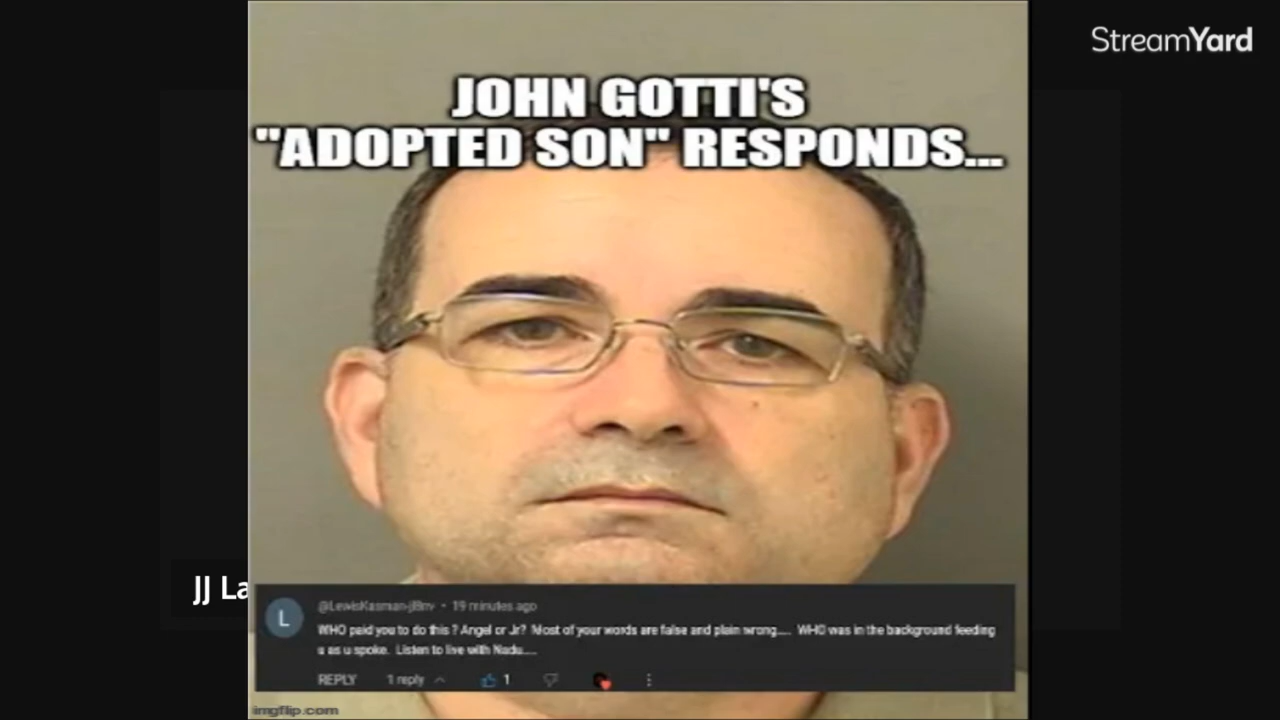 StreamYard
JOHN GOTTI'S
"ADOPTED SON" RESPONDS...
JJ La
L
19 minutes ago
WHO paid you to do this ? Angel or Jr? Most of your words are false and plain wrong.... WHO was in the background feeding
u as u spoke. Listen to live with Nadu....
REPLY 1 reply 1
imgflip.com